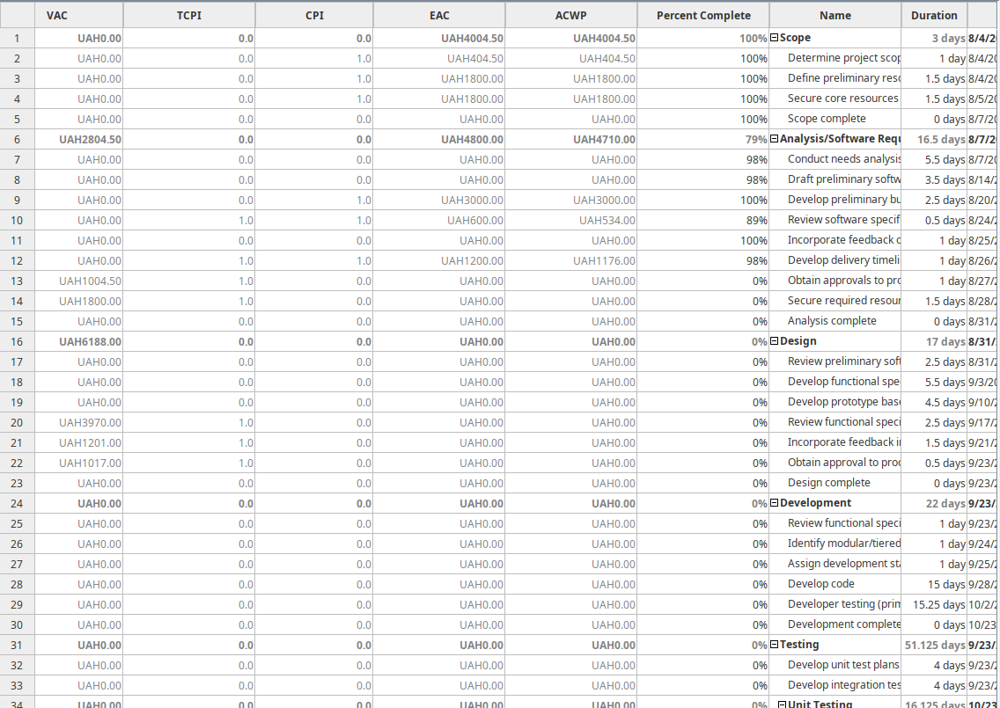 VAC TCPI CPI EAC ACWP Percent Complete Name Duration
1 UAH0.00 0.0 0.0 UAH4004.50 UAH4004.50 100% Scope 3 days 8/4/2
2 UAH0.00 0.0 1.0 UAH404.50 UAH404.50 100% Determine project scop 1 day 8/4/20
3 UAH0.00 0.0 1.0 UAH1800.00 UAH1800.00 100% Define preliminary reso 1.5 days 8/4/20
4 UAH0.00 0.0 1.0 UAH1800.00 UAH1800.00 100% Secure core resources 1.5 days 8/5/20
5 UAH0.00 0.0 0.0 UAH0.00 UAH0.00 100% Scope complete 0 days 8/7/20
6 UAH2804.50 0.0 0.0 UAH4800.00 UAH4710.00 79% Analysis/Software Requ 16.5 days 8/7/2
7 UAH0.00 0.0 0.0 UAH0.00 UAH0.00 98% Conduct needs analysis 5.5 days 8/7/20
8 UAH0.00 0.0 0.0 UAH0.00 UAH0.00 98% Draft preliminary softw 3.5 days 8/14/2
9 UAH0.00 0.0 1.0 UAH3000.00 UAH3000.00 100% Develop preliminary bu 2.5 days 8/20/2
10 UAH0.00 1.0 1.0 UAH600.00 UAH534.00 89% Review software specif 0.5 days 8/24/2
11 UAH0.00 0.0 0.0 UAH0.00 UAH0.00 100% Incorporate feedback o 1 day 8/25/2
12 UAH0.00 1.0 1.0 UAH1200.00 UAH1176.00 98% Develop delivery timeli 1 day 8/26/2
13 UAH1004.50 1.0 0.0 UAH0.00 UAH0.00 0% Obtain approvals to pro 1 day 8/27/2
14 UAH1800.00 1.0 0.0 UAH0.00 UAH0.00 0% Secure required resour 1.5 days 8/28/2
15 UAH0.00 0.0 0.0 UAH0.00 UAH0.00 0% Analysis complete 0 days 8/31/2
16 UAH6188.00 0.0 0.0 UAH0.00 UAH0.00 0% Design 17 days 8/31/
17 UAH0.00 0.0 0.0 UAH0.00 UAH0.00 0% Review preliminary soft 2.5 days 8/31/2
18 UAH0.00 0.0 0.0 UAH0.00 UAH0.00 0% Develop functional spe 5.5 days 9/3/20
19 UAH0.00 0.0 0.0 UAH0.00 UAH0.00 0% Develop prototype base 4.5 days 9/10/2
20 UAH3970.00 1.0 0.0 UAH0.00 UAH0.00 0% Review functional speci 2.5 days 9/17/2
21 UAH1201.00 1.0 0.0 UAH0.00 UAH0.00 0% Incorporate feedback i 1.5 days 9/21/2
22 UAH1017.00 1.0 0.0 UAH0.00 UAH0.00 0% Obtain approval to proc 0.5 days 9/23/2
23 UAH0.00 0.0 0.0 UAH0.00 UAH0.00 0% Design complete 0 days 9/23/2
24 UAH0.00 0.0 0.0 UAH0.00 UAH0.00 0% Development 22 days 9/23/
25 UAH0.00 0.0 0.0 UAH0.00 UAH0.00 0% Review functional speci 1 day 9/23/2
26 UAH0.00 0.0 0.0 UAH0.00 UAH0.00 0% Identify modular/tiered 1 day 9/24/2
27 UAH0.00 0.0 0.0 UAH0.00 UAH0.00 0% Assign development sta 1 day 9/25/2
28 UAH0.00 0.0 0.0 UAH0.00 UAH0.00 0% Develop code 15 days 9/28/2
29 UAH0.00 0.0 0.0 UAH0.00 UAH0.00 0% Developer testing (prim 15.25 days 10/2/2
30 UAH0.00 0.0 0.0 UAH0.00 UAH0.00 0% Development complete 0 days 10/23
31 UAH0.00 0.0 0.0 UAH0.00 UAH0.00 0% Testing 51.125 days 9/23/
32 UAH0.00 0.0 0.0 UAH0.00 UAH0.00 0% Develop unit test plans 4 days 9/23/2
33 UAH0.00 0.0 0.0 UAH0.00 UAH0.00 0% Develop integration tes 4 days 9/23/2
34 UAH0.00 0.0 0.0 UAH0.00 UAH0.00 0% Unit Testing 16.125 days 10/23